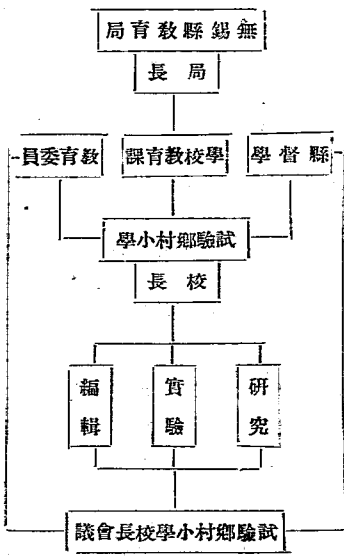 無錫縣教育局
局長
縣督學
學校教育課
教育委員
試驗鄉村小學
校長
研究
實驗
編輯
試驗鄉村小學校長會議